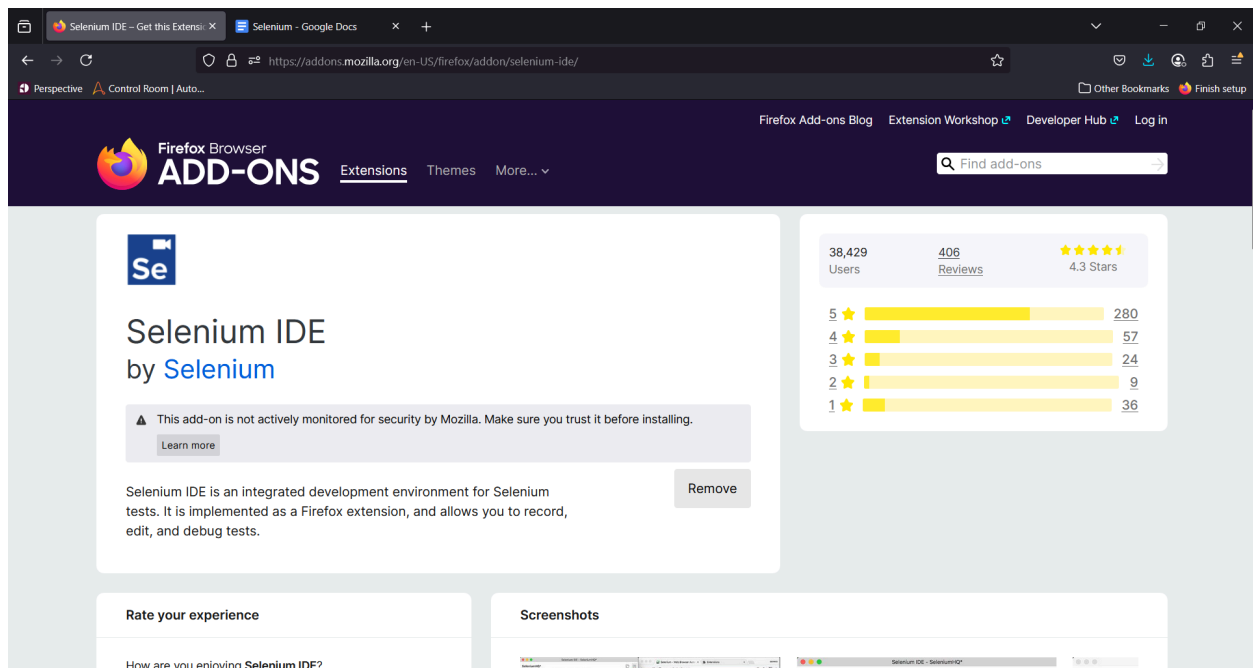 Selenium IDE – Get this Extensic
Selenium - Google Docs
https://addons.mozilla.org/en-US/firefox/addon/selenium-ide/
Perspective
Control Room | Auto...
Other Bookmarks
Finish setup
Firefox Add-ons Blog
Extension Workshop
Developer Hub
Log in
Firefox Browser
ADD-ONS
Extensions
Themes
More...
Find add-ons
Se
Selenium IDE
by Selenium
This add-on is not actively monitored for security by Mozilla. Make sure you trust it before installing.
Learn more
Selenium IDE is an integrated development environment for Selenium
tests. It is implemented as a Firefox extension, and allows you to record,
edit, and debug tests.
Remove
38,429
Users
406
Reviews
4.3 Stars
5 280
4 57
3 24
2 9
1 36
Rate your experience
How are you enjoying Selenium IDE?
Screenshots
Selenium IDE - SeleniumHQ*